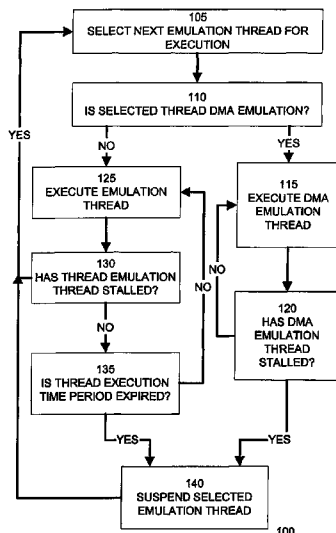 105
SELECT NEXT EMULATION THREAD FOR
EXECUTION
110
IS SELECTED THREAD DMA EMULATION?
YES
NO
YES
125
EXECUTE EMULATION
THREAD
115
EXECUTE DMA
EMULATION
THREAD
130
HAS THREAD EMULATION
THREAD STALLED?
NO
NO
120
HAS DMA
EMULATION
THREAD
STALLED?
NO
135
IS THREAD EXECUTION
TIME PERIOD EXPIRED?
YES
YES
140
SUSPEND SELECTED
EMULATION THREAD
100